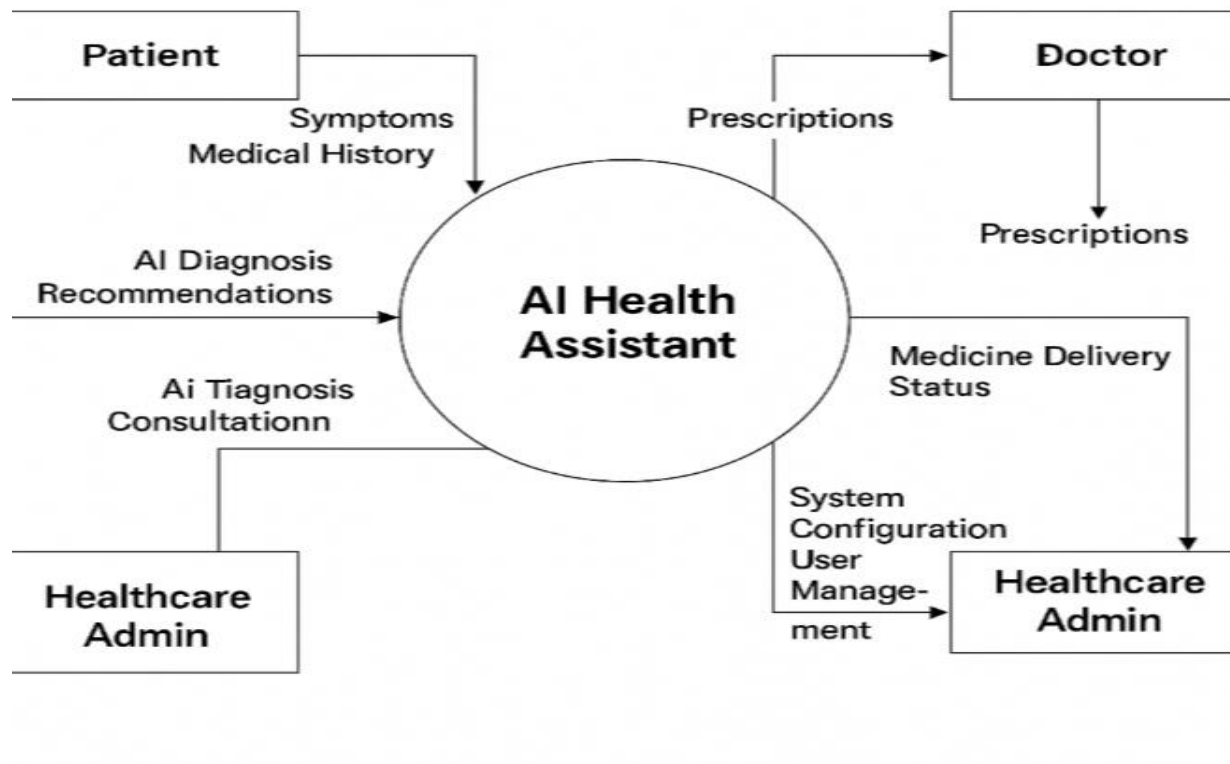 Patient
Doctor
Symptoms
Medical History
Prescriptions
Prescriptions
AI Diagnosis
Recommendations
AI Health
Assistant
Medicine Delivery
Status
Ai Tiagnosis
Consultationn
System
Configuration
User
Manage-
ment
Healthcare
Admin
Healthcare
Admin